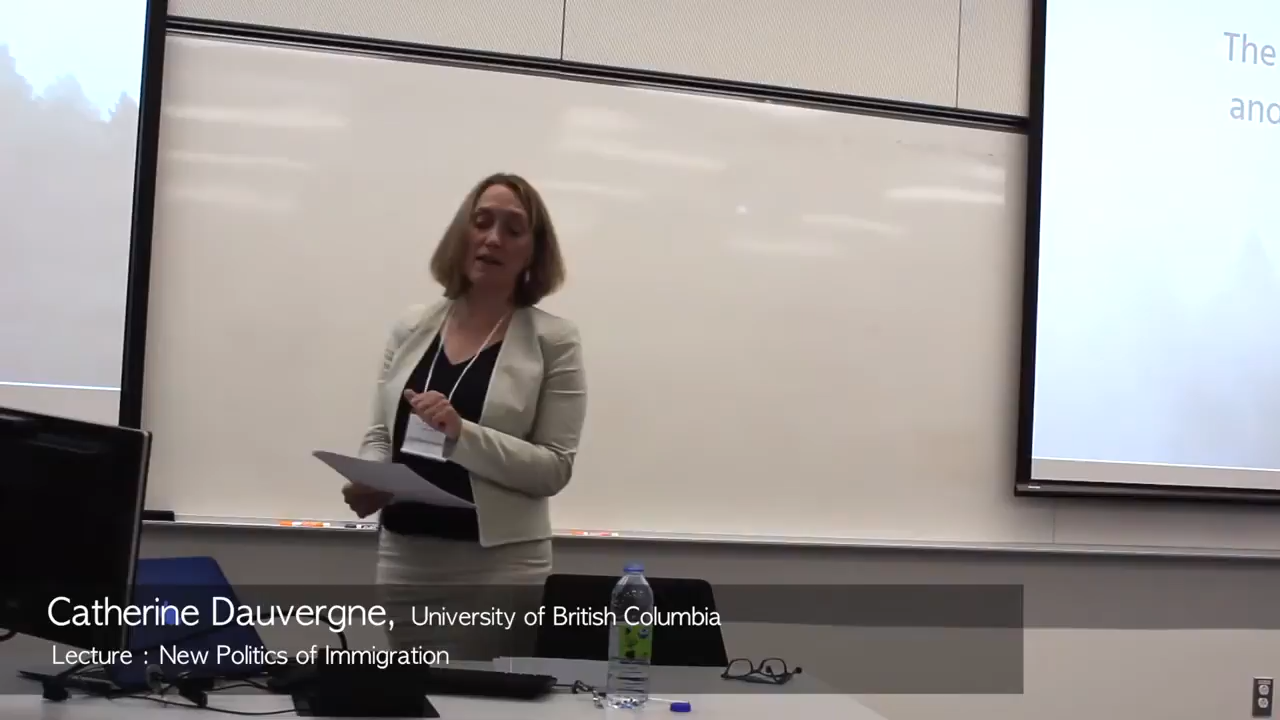 The
and
Catherine Dauvergne, University of British Columbia
Lecture : New Politics of Immigration